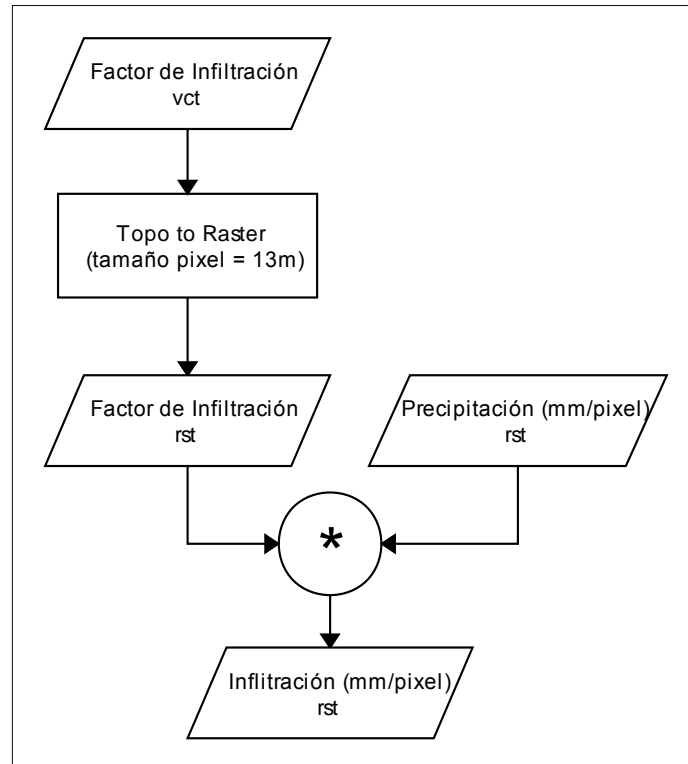 Factor de Infiltración
vct
Topo to Raster
(tamaño pixel = 13m)
Factor de Infiltración
rst
Precipitación (mm/pixel)
rst
*
Inflitración (mm/pixel)
rst